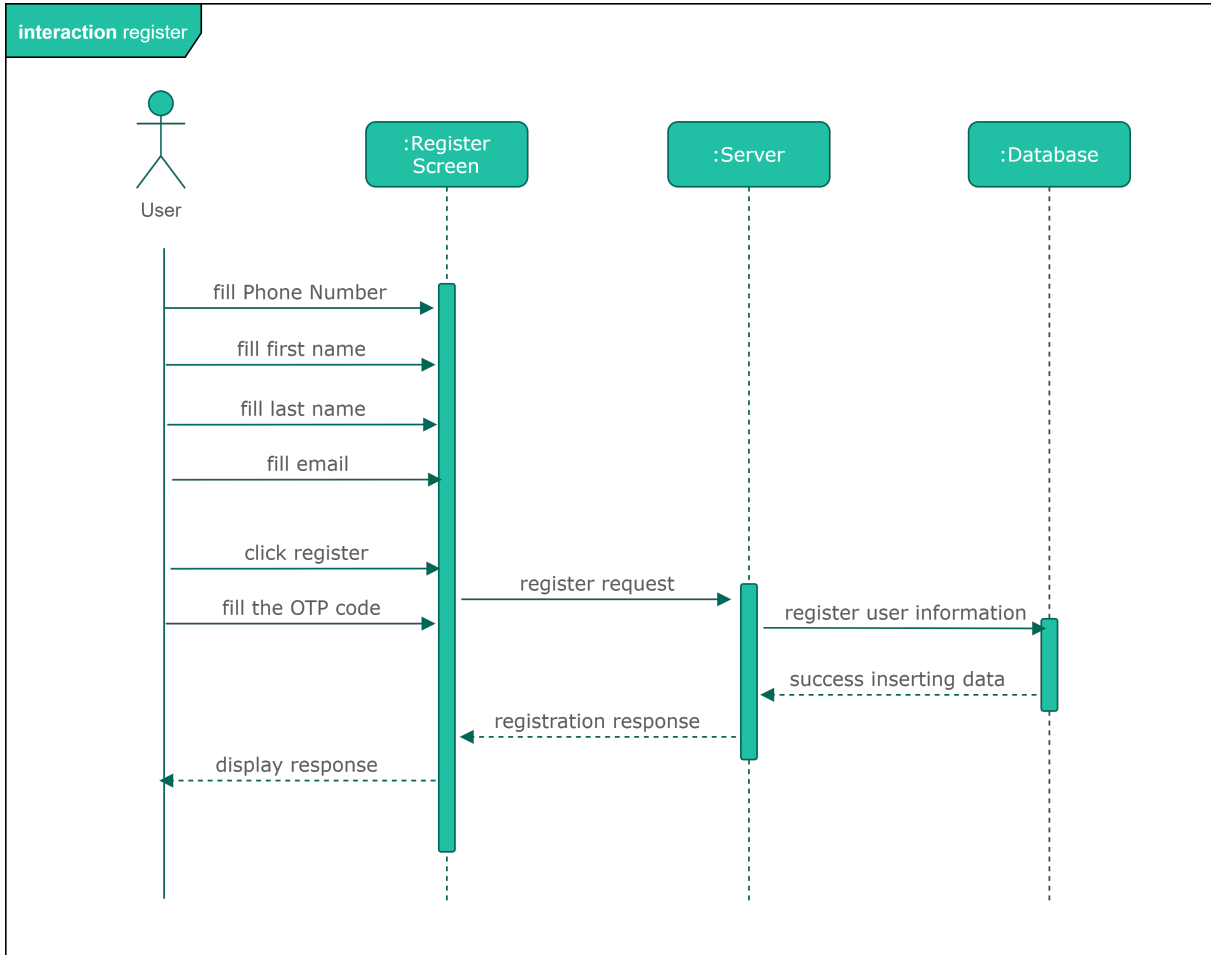 interaction register
:Register
Screen
:Server
:Database
User
fill Phone Number
fill first name
fill last name
fill email
click register
register request
fill the OTP code
register user information
success inserting data
registration response
display response